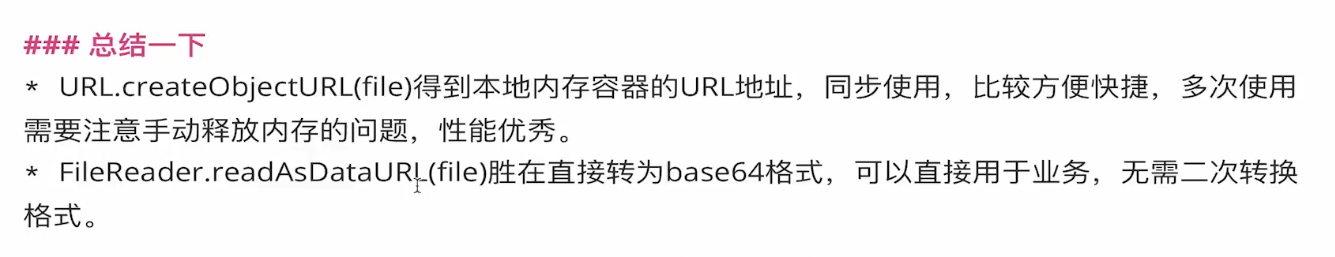 ### 总结一下
* URL.createObjectURL(file)得到本地内存容器的URL地址，同步使用，比较方便快捷，多次使用
需要注意手动释放内存的问题，性能优秀。
* FileReader.readAsDataURL(file)胜在直接转为base64格式，可以直接用于业务，无需二次转换
格式。